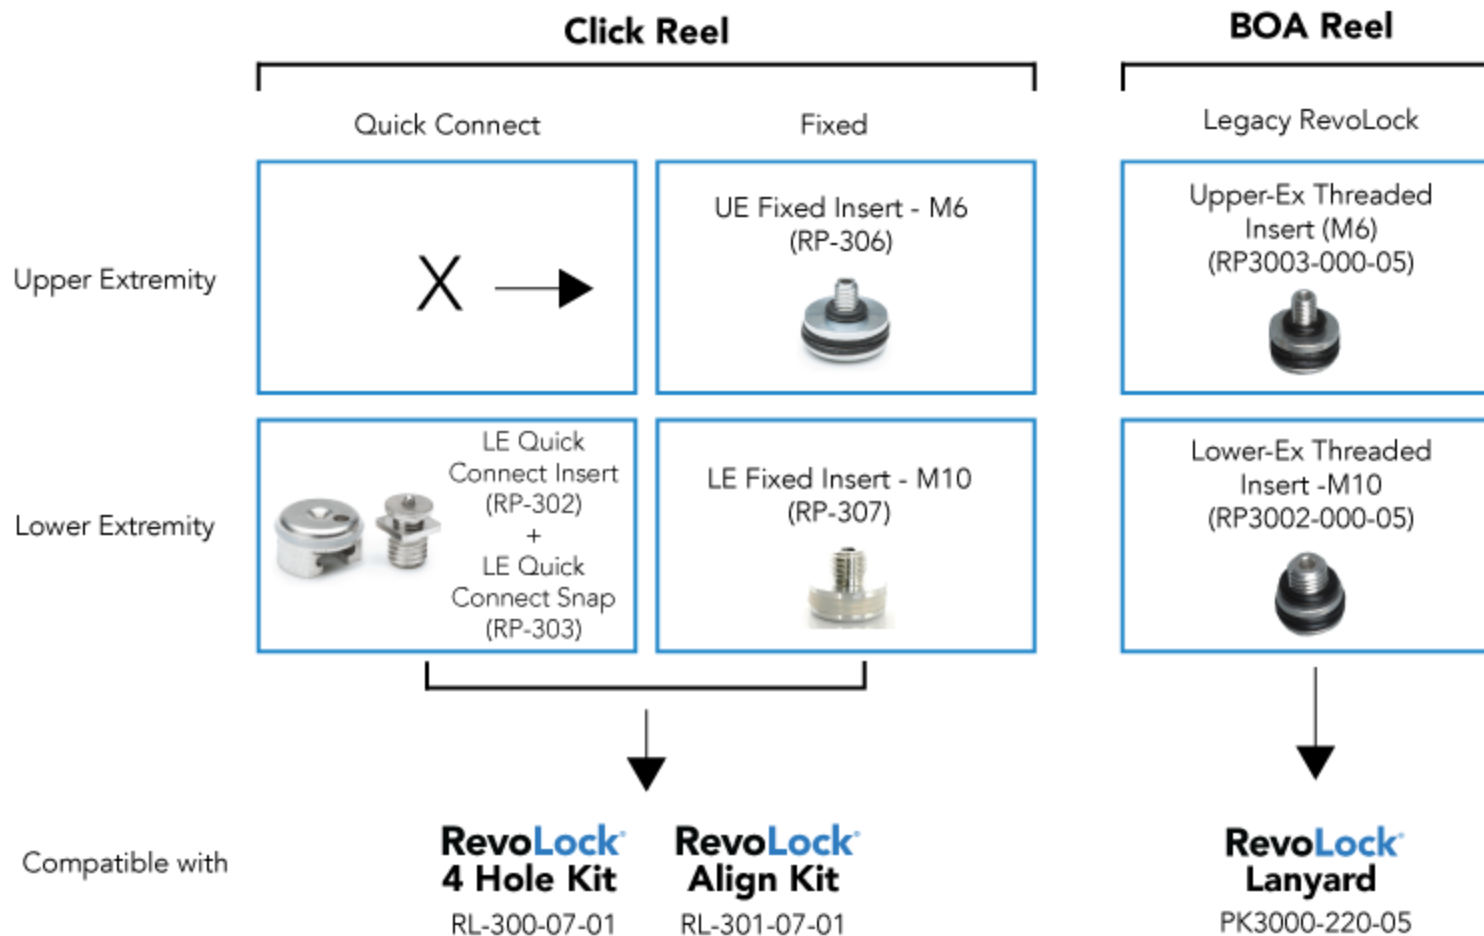 Click Reel
BOA Reel
Quick Connect
Fixed
Legacy RevoLock
Upper Extremity
X
UE Fixed Insert - M6
(RP-306)
Upper-Ex Threaded
Insert (M6)
(RP3003-000-05)
Lower Extremity
LE Quick
Connect Insert
(RP-302)
+
LE Quick
Connect Snap
(RP-303)
LE Fixed Insert - M10
(RP-307)
Lower-Ex Threaded
Insert -M10
(RP3002-000-05)
Compatible with
RevoLock®
4 Hole Kit
RL-300-07-01
RevoLock®
Align Kit
RL-301-07-01
RevoLock®
Lanyard
PK3000-220-05